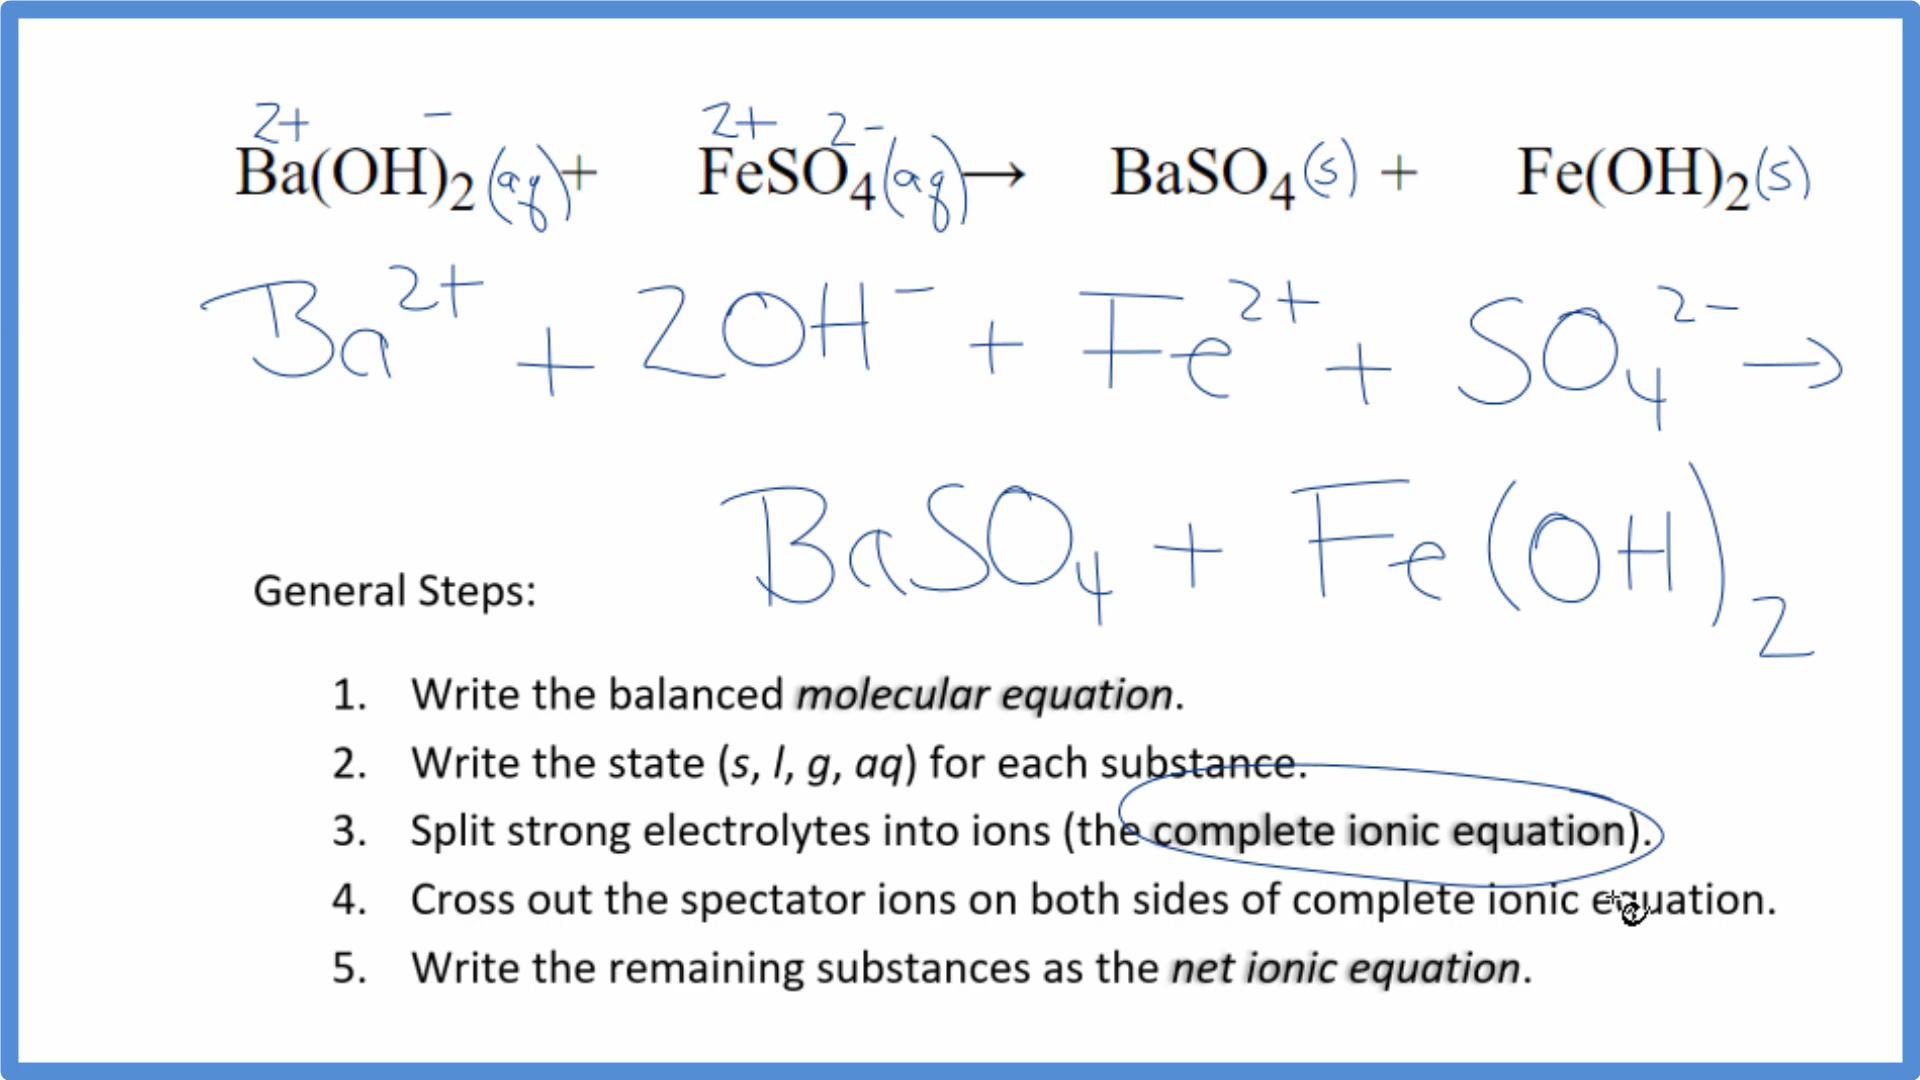 2+ - 2+ 2-
Ba(OH)₂(aq) + FeSO₄(aq) → BaSO₄(s) + Fe(OH)₂(s)
Ba²⁺ + 2OH⁻ + Fe²⁺ + SO₄²⁻ →
BaSO₄ + Fe(OH)₂
General Steps:
1. Write the balanced molecular equation.
2. Write the state (s, l, g, aq) for each substance.
3. Split strong electrolytes into ions (the complete ionic equation).
4. Cross out the spectator ions on both sides of complete ionic equation.
5. Write the remaining substances as the net ionic equation.